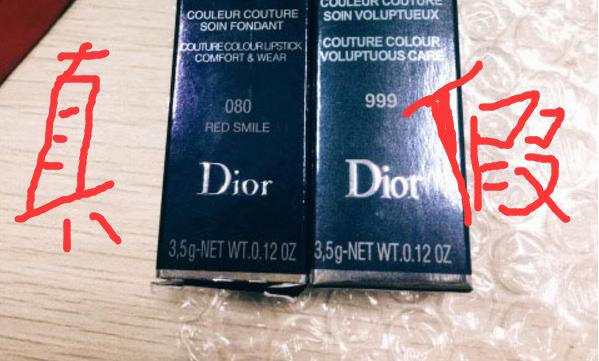 真
COULEUR COUTURE
SOIN FONDANT
COUTURE COLOUR LIPSTICK
COMFORT & WEAR
080
RED SMILE
Dior
3,5g-NET WT.0.12 OZ
COULEUR COUTURE
SOIN VOLUPTUEUX
COUTURE COLOUR
VOLUPTUOUS CARE
999
Dior
3,5g-NET WT.0.12 OZ
假